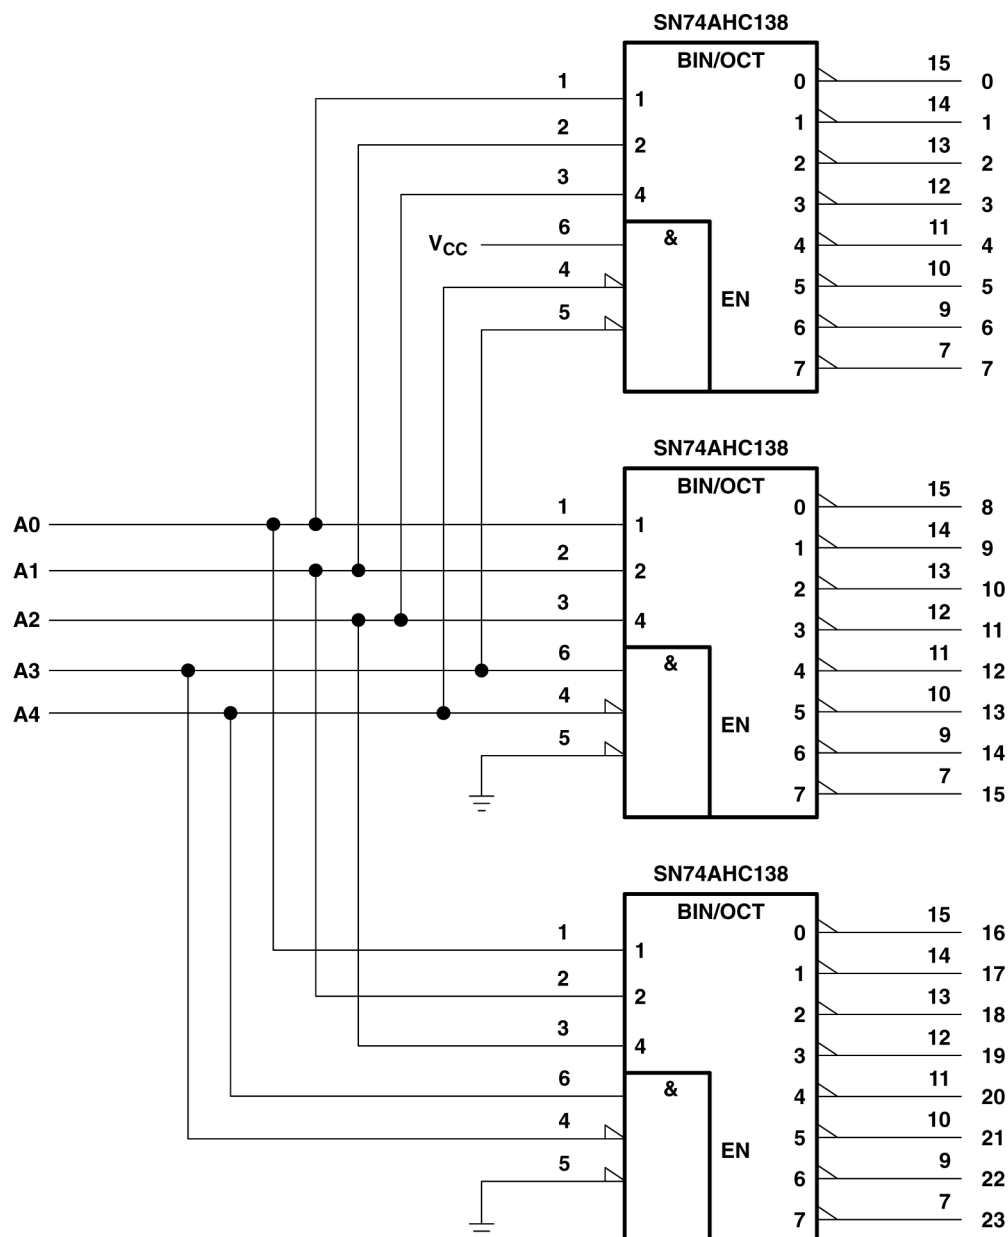 SN74AHC138
BIN/OCT
1 1
2 2
3 4
VCC 6 &
4
5
EN
0 15 0
1 14 1
2 13 2
3 12 3
4 11 4
5 10 5
6 9 6
7 7 7
SN74AHC138
BIN/OCT
A0 1 1
A1 2 2
A2 3 4
A3 6 &
A4 4
5
EN
0 15 8
1 14 9
2 13 10
3 12 11
4 11 12
5 10 13
6 9 14
7 7 15
SN74AHC138
BIN/OCT
1 1
2 2
3 4
6 &
4
5
EN
0 15 16
1 14 17
2 13 18
3 12 19
4 11 20
5 10 21
6 9 22
7 7 23